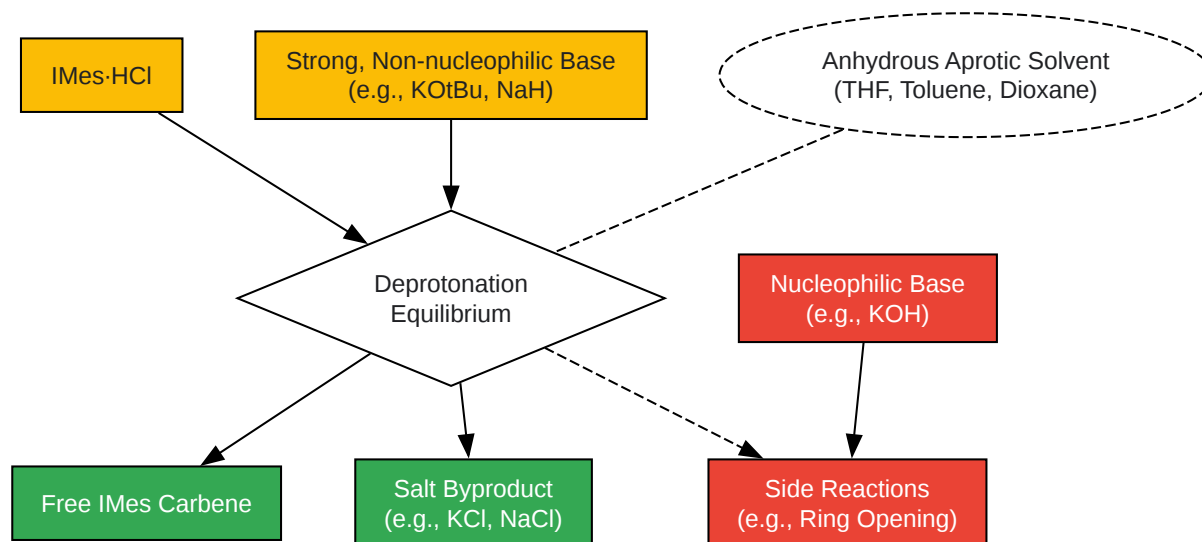 IMes·HCl
Strong, Non-nucleophilic Base
(e.g., KOtBu, NaH)
Anhydrous Aprotic Solvent
(THF, Toluene, Dioxane)
Deprotonation
Equilibrium
Nucleophilic Base
(e.g., KOH)
Free IMes Carbene
Salt Byproduct
(e.g., KCl, NaCl)
Side Reactions
(e.g., Ring Opening)